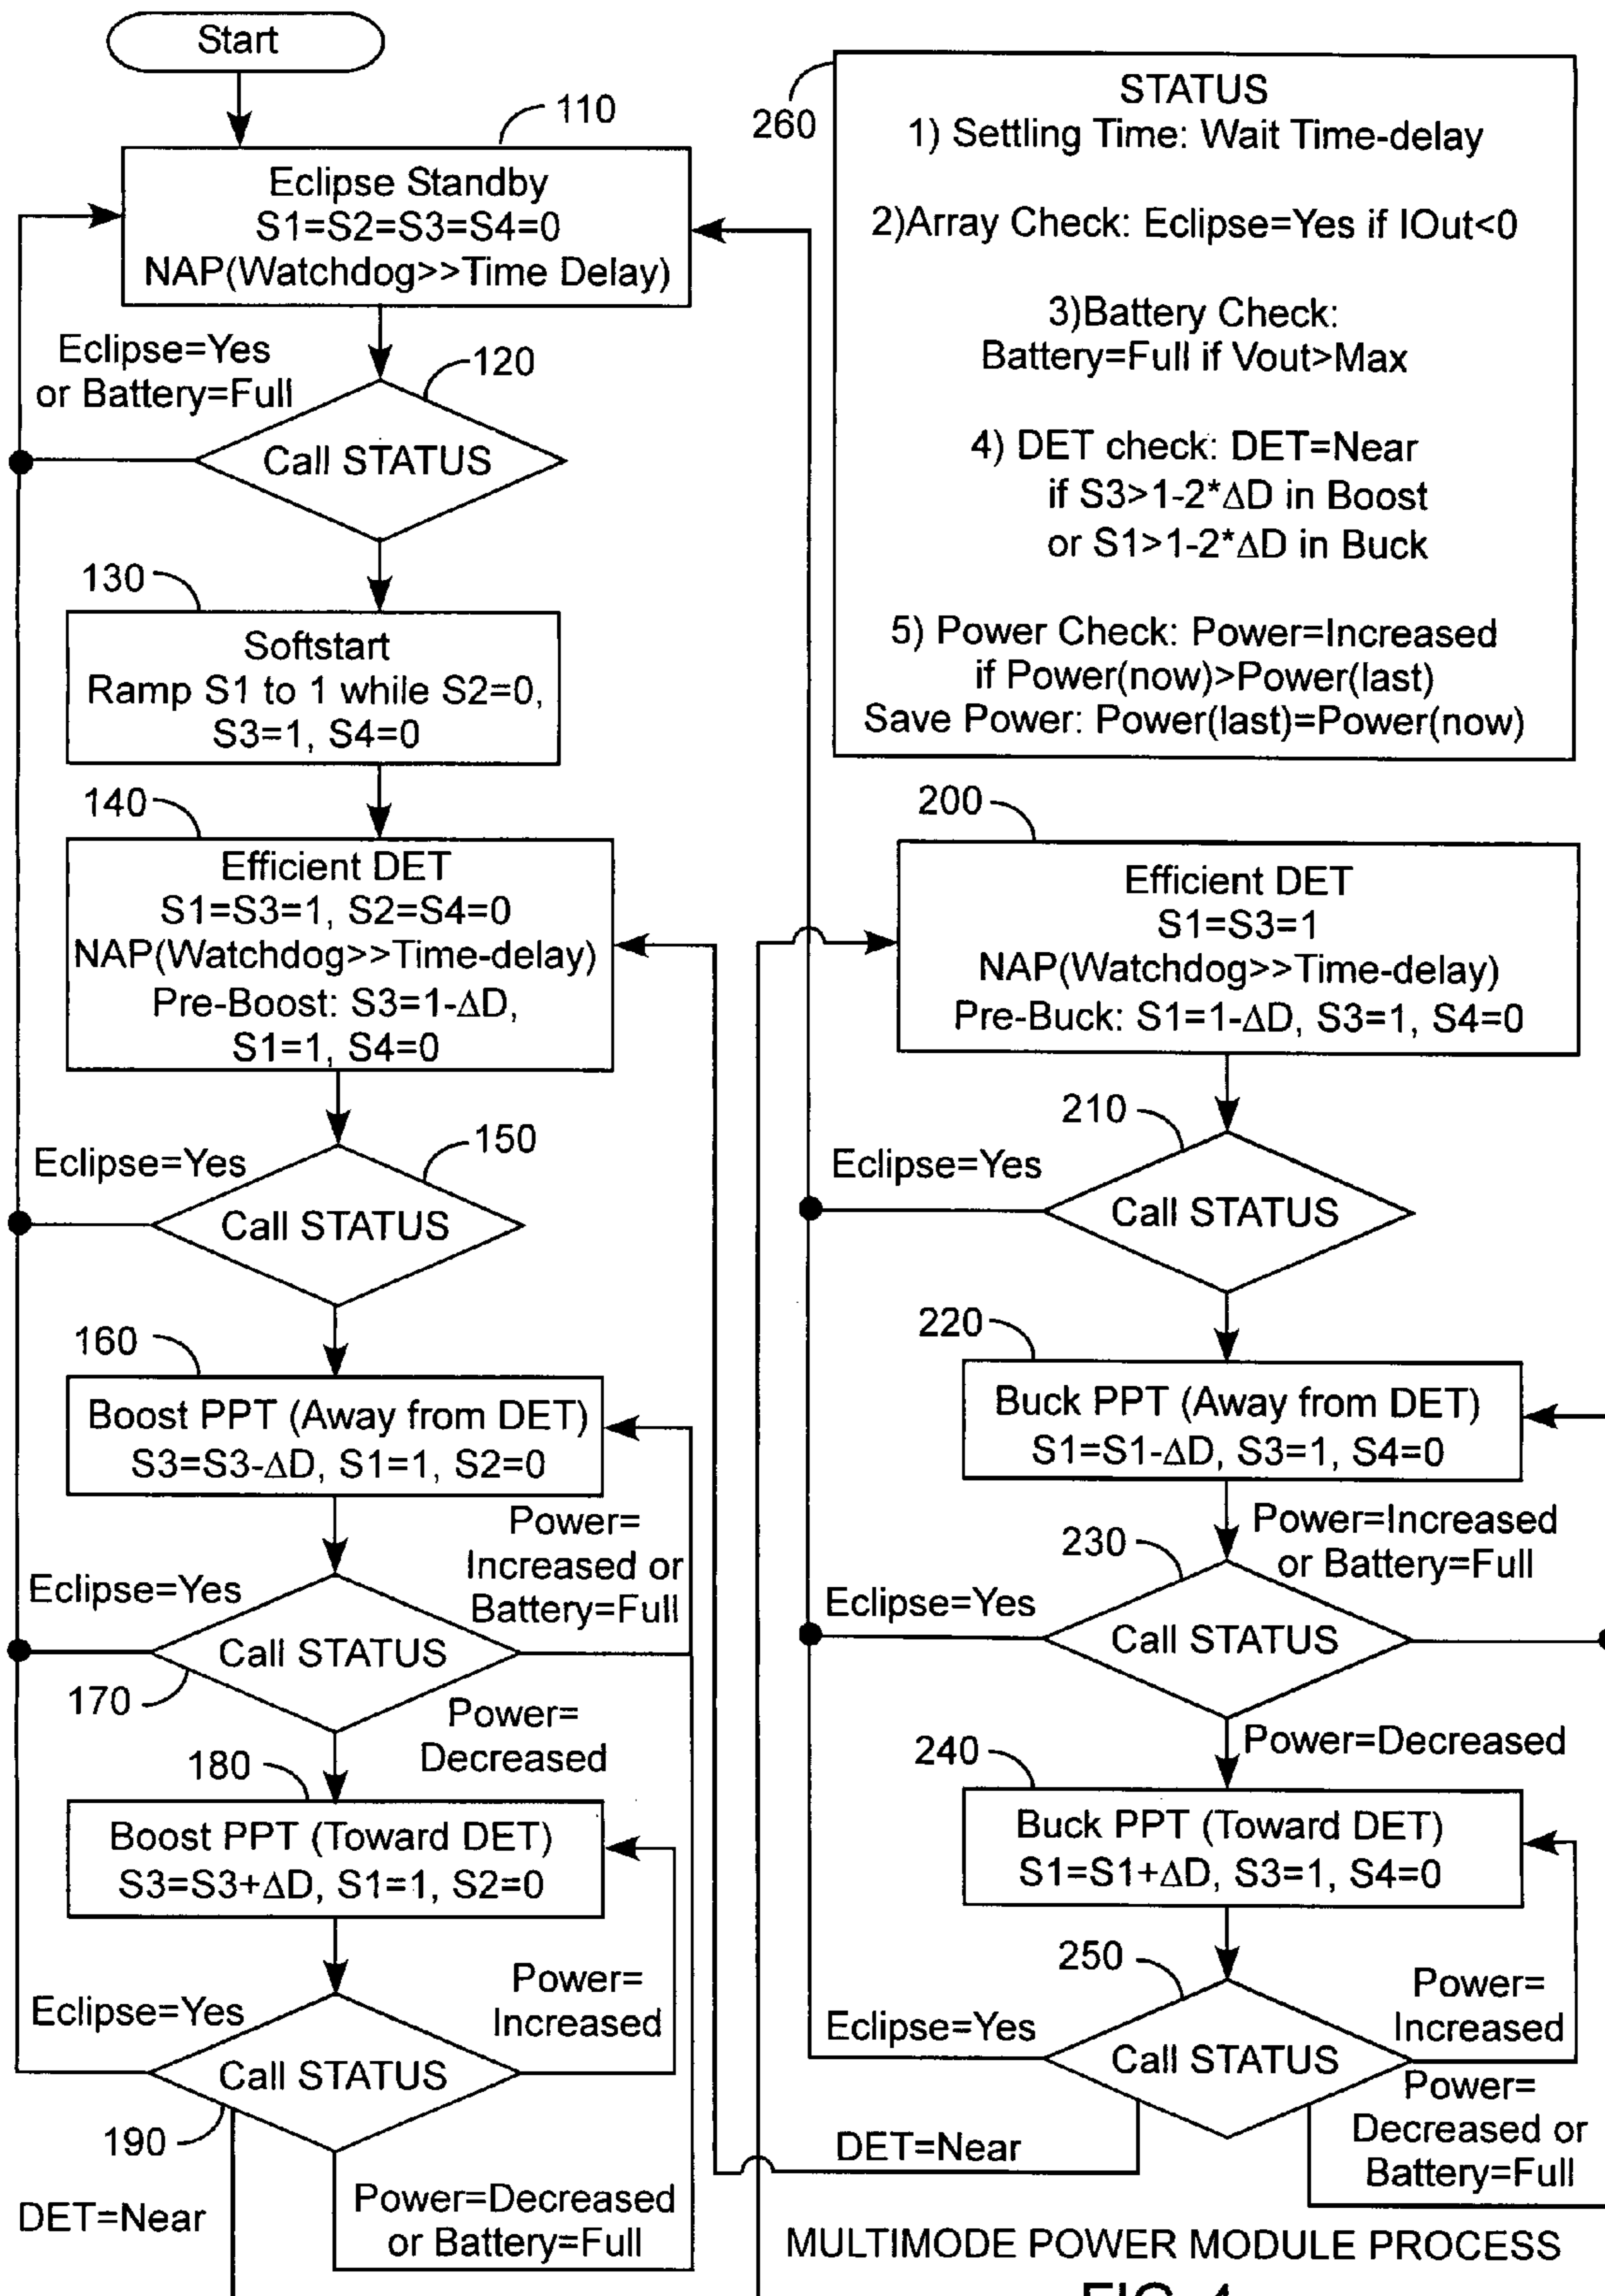 Start
110
Eclipse Standby
S1=S2=S3=S4=0
NAP(Watchdog>>Time Delay)
Eclipse=Yes
or Battery=Full
120
Call STATUS
130
Softstart
Ramp S1 to 1 while S2=0,
S3=1, S4=0
140
Efficient DET
S1=S3=1, S2=S4=0
NAP(Watchdog>>Time-delay)
Pre-Boost: S3=1-ΔD,
S1=1, S4=0
150
Eclipse=Yes
Call STATUS
160
Boost PPT (Away from DET)
S3=S3-ΔD, S1=1, S2=0
Power=
Increased or
Battery=Full
Eclipse=Yes
Call STATUS
170
Power=
Decreased
180
Boost PPT (Toward DET)
S3=S3+ΔD, S1=1, S2=0
Power=
Increased
Eclipse=Yes
Call STATUS
190
DET=Near
Power=Decreased
or Battery=Full
260
STATUS
1) Settling Time: Wait Time-delay
2)Array Check: Eclipse=Yes if IOut<0
3)Battery Check:
Battery=Full if Vout>Max
4) DET check: DET=Near
if S3>1-2*ΔD in Boost
or S1>1-2*ΔD in Buck
5) Power Check: Power=Increased
if Power(now)>Power(last)
Save Power: Power(last)=Power(now)
200
Efficient DET
S1=S3=1
NAP(Watchdog>>Time-delay)
Pre-Buck: S1=1-ΔD, S3=1, S4=0
210
Eclipse=Yes
Call STATUS
220
Buck PPT (Away from DET)
S1=S1-ΔD, S3=1, S4=0
230
Power=Increased
or Battery=Full
Eclipse=Yes
Call STATUS
Power=Decreased
240
Buck PPT (Toward DET)
S1=S1+ΔD, S3=1, S4=0
250
Power=
Increased
Eclipse=Yes
Call STATUS
Power=
Decreased or
Battery=Full
DET=Near
MULTIMODE POWER MODULE PROCESS